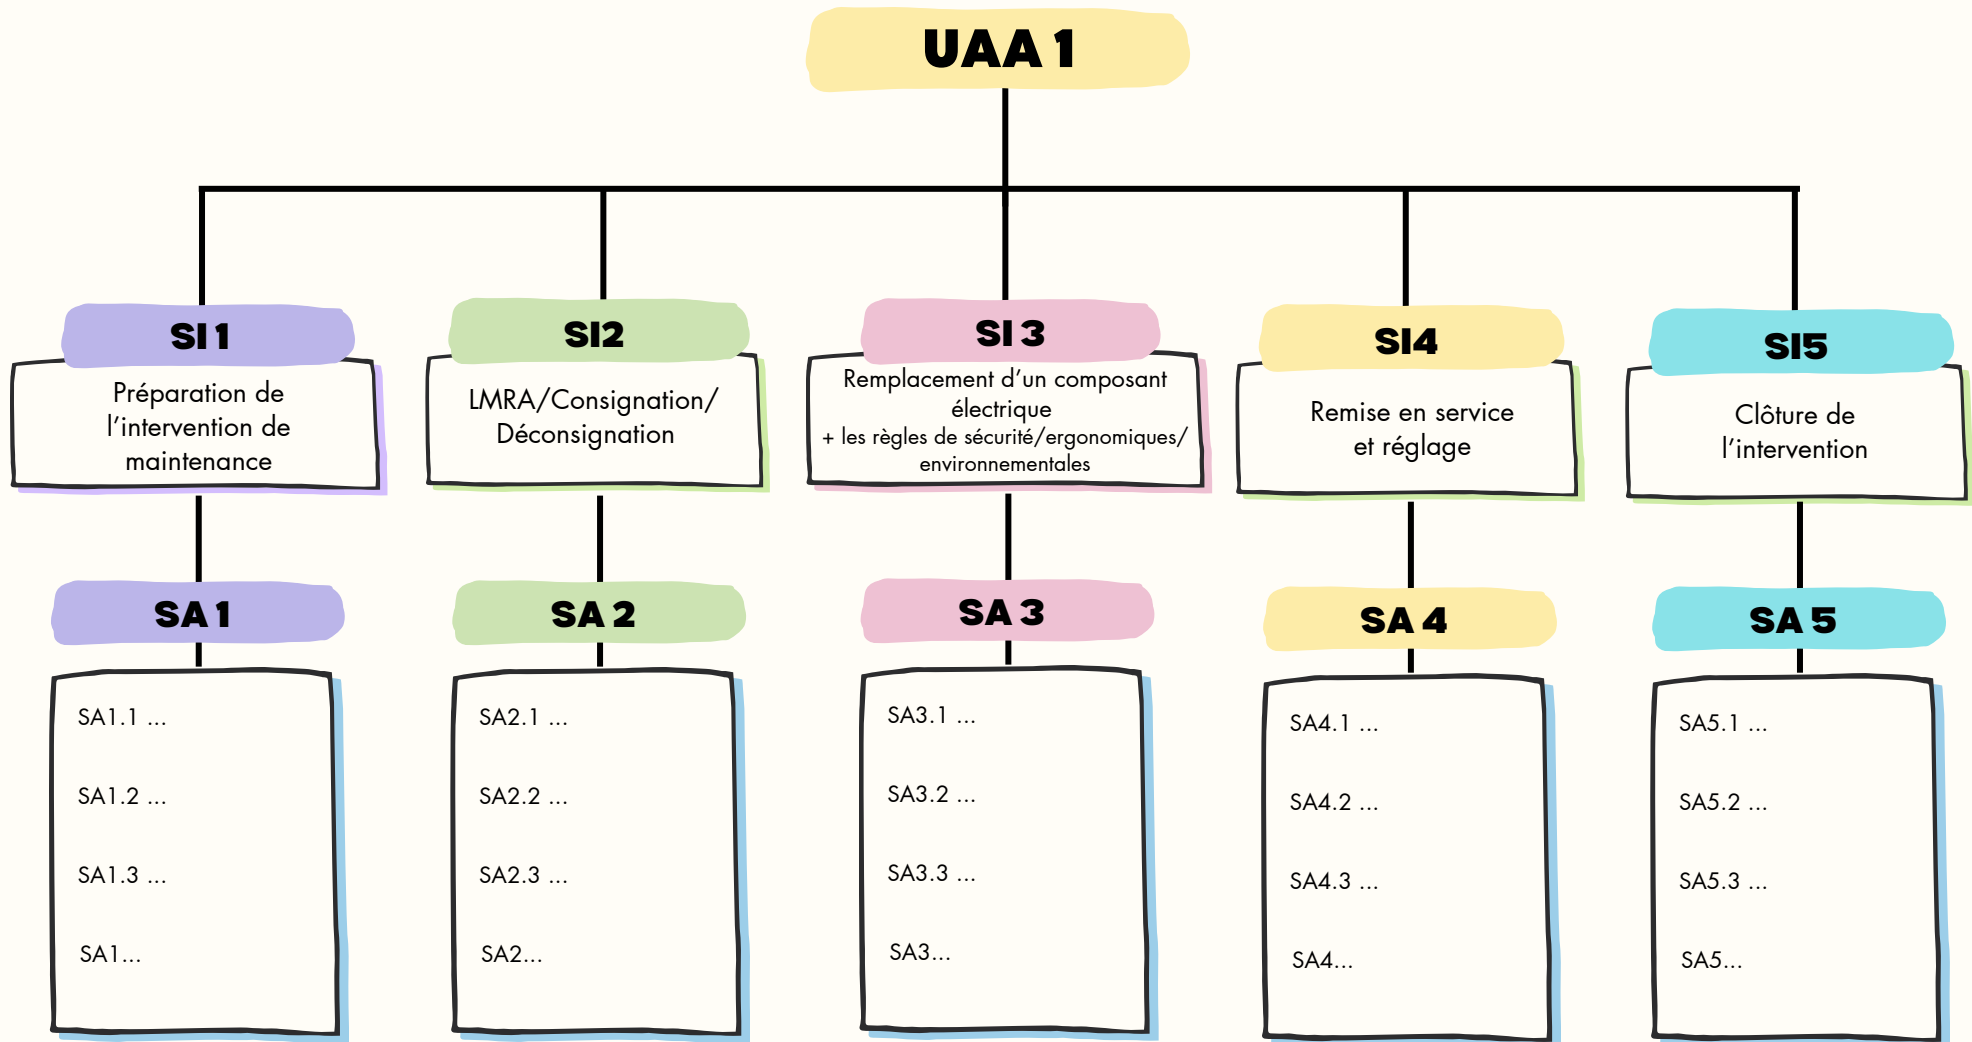 UAA 1
SI 1
Préparation de
l’intervention de
maintenance
SI2
LMRA/Consignation/
Déconsignation
SI 3
Remplacement d’un composant
électrique
+ les règles de sécurité/ergonomiques/
environnementales
SI4
Remise en service
et réglage
SI5
Clôture de
l’intervention
SA 1
SA1.1 ...
SA1.2 ...
SA1.3 ...
SA1...
SA 2
SA2.1 ...
SA2.2 ...
SA2.3 ...
SA2...
SA 3
SA3.1 ...
SA3.2 ...
SA3.3 ...
SA3...
SA 4
SA4.1 ...
SA4.2 ...
SA4.3 ...
SA4...
SA 5
SA5.1 ...
SA5.2 ...
SA5.3 ...
SA5...